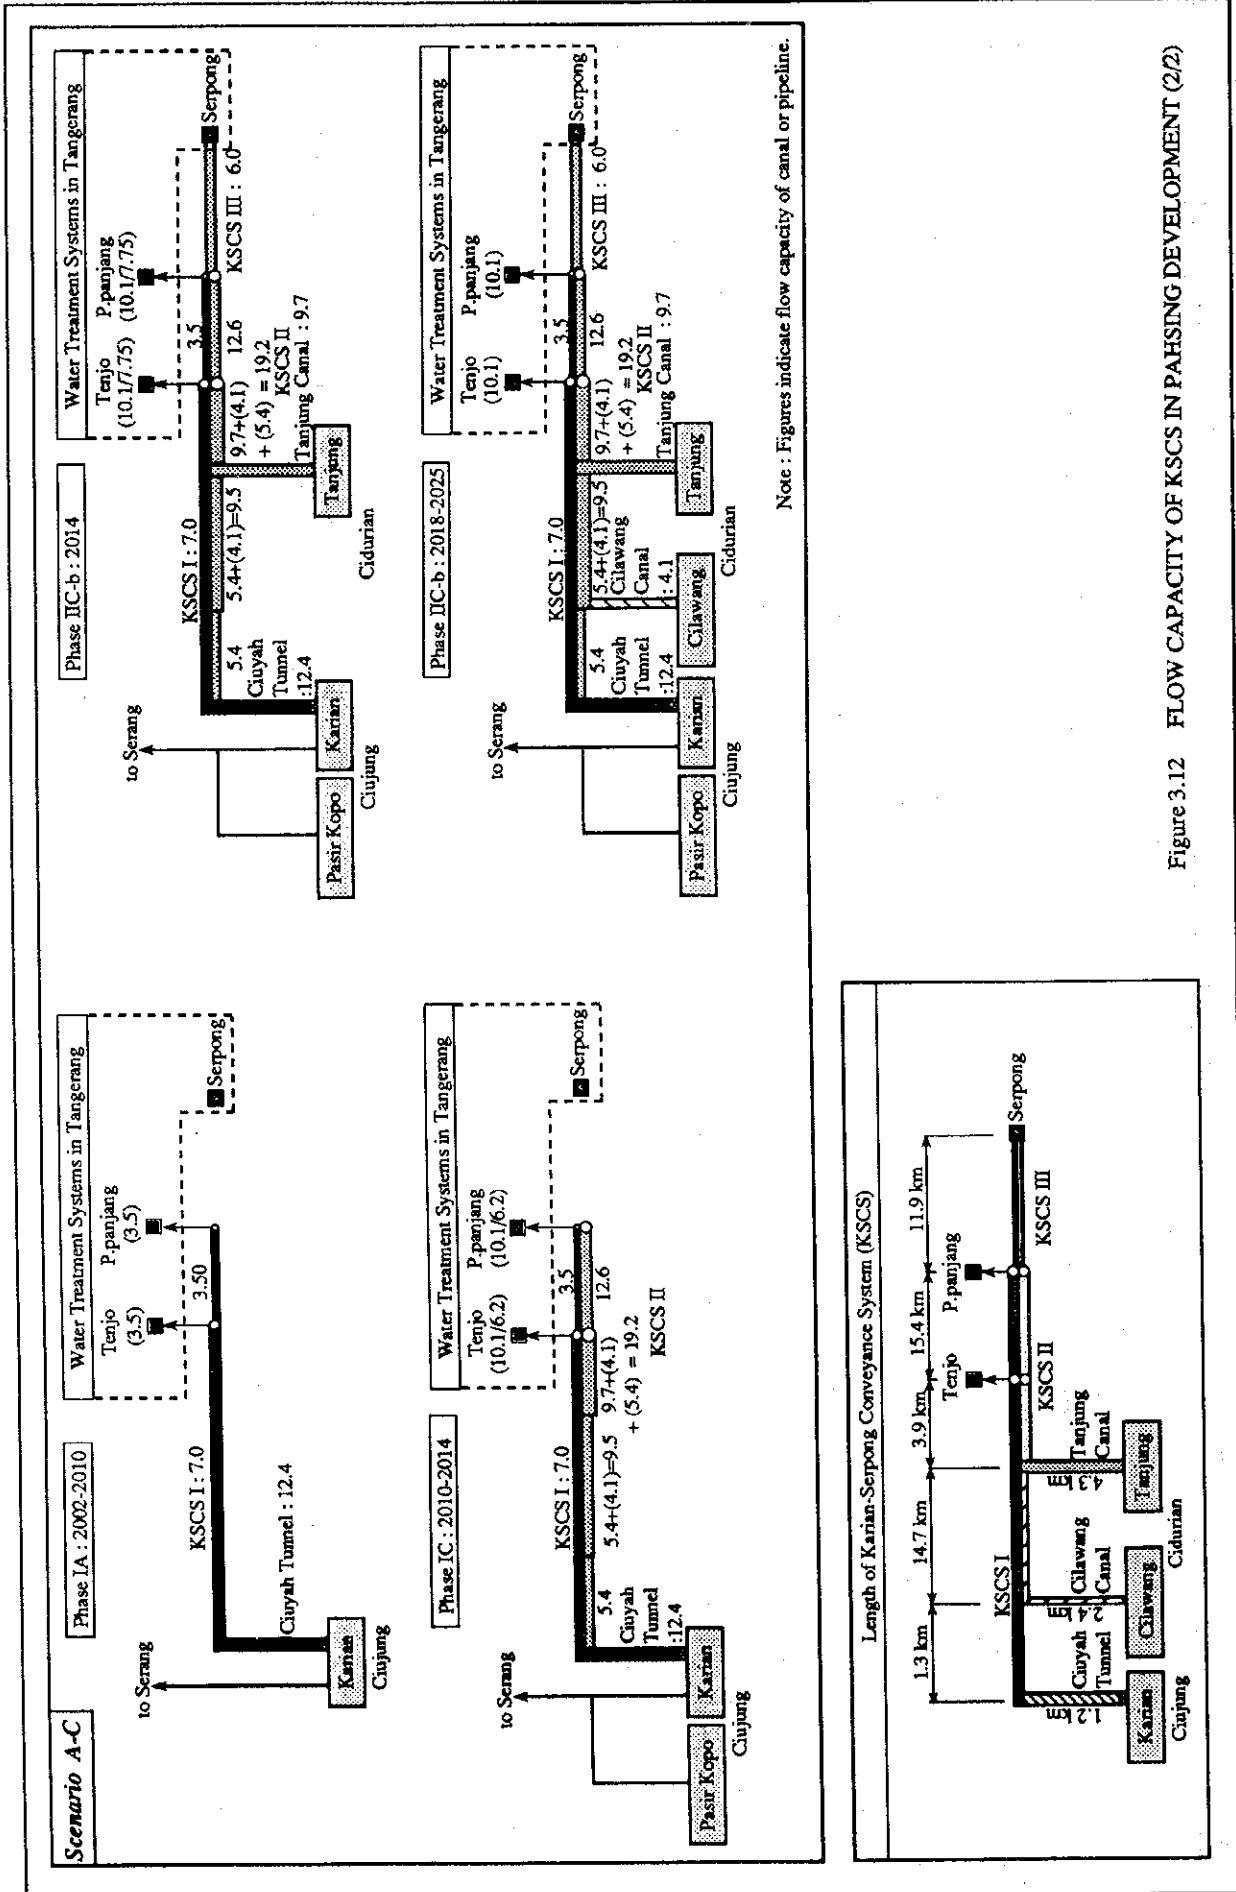 Scenario A-C
Phase IA : 2002-2010
Water Treatment Systems in Tangerang
Tenjo
(3.5)
P.panjang
(3.5)
3.50
Serpong
KSCS I : 7.0
to Serang
Ciuyah Tunnel : 12.4
Karian
Ciujung
Phase IC : 2010-2014
Water Treatment Systems in Tangerang
Tenjo
(10.1/6.2)
P.panjang
(10.1/6.2)
3.5
12.6
Serpong
KSCS I : 7.0
9.7+(4.1)
+ (5.4) = 19.2
KSCS II
5.4+(4.1)=9.5
to Serang
5.4
Ciuyah
Tunnel
:12.4
Pasir Kopo
Karian
Ciujung
Phase IIC-b : 2014
Water Treatment Systems in Tangerang
Tenjo
(10.1/7.75)
P.panjang
(10.1/7.75)
3.5
12.6
Serpong
KSCS III : 6.0
KSCS I : 7.0
9.7+(4.1)
+ (5.4) = 19.2
KSCS II
Tanjung Canal : 9.7
5.4+(4.1)=9.5
to Serang
5.4
Ciuyah
Tunnel
:12.4
Pasir Kopo
Karian
Tanjung
Ciujung
Cidurian
Phase IIC-b : 2018-2025
Water Treatment Systems in Tangerang
Tenjo
(10.1)
P.panjang
(10.1)
3.5
12.6
Serpong
KSCS III : 6.0
KSCS I : 7.0
9.7+(4.1)
+ (5.4) = 19.2
KSCS II
Tanjung Canal : 9.7
5.4+(4.1)=9.5
Cilawang
Canal
: 4.1
to Serang
5.4
Ciuyah
Tunnel
:12.4
Pasir Kopo
Karian
Cilawang
Tanjung
Ciujung
Cidurian
Note : Figures indicate flow capacity of canal or pipeline.
Length of Karian-Serpong Conveyance System (KSCS)
1.3 km
14.7 km
3.9 km
15.4 km
11.9 km
Tenjo
P.panjang
Serpong
KSCS I
KSCS II
KSCS III
Ciuyah
Tunnel
1.2 km
Cilawang
Canal
2.4 km
Tanjung
Canal
4.3 km
Karian
Cilawang
Tanjung
Ciujung
Cidurian
Figure 3.12 FLOW CAPACITY OF KSCS IN PAHSING DEVELOPMENT (2/2)